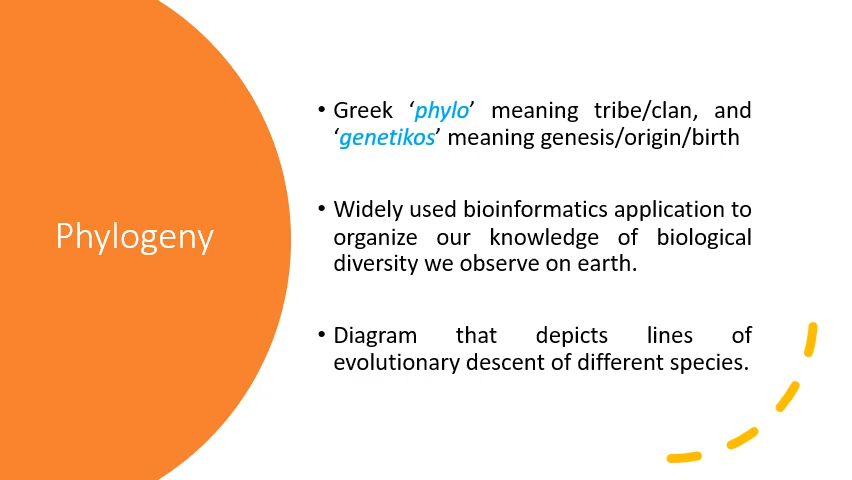 Phylogeny
• Greek ‘phylo’ meaning tribe/clan, and
‘genetikos’ meaning genesis/origin/birth
• Widely used bioinformatics application to
organize our knowledge of biological
diversity we observe on earth.
• Diagram that depicts lines of
evolutionary descent of different species.